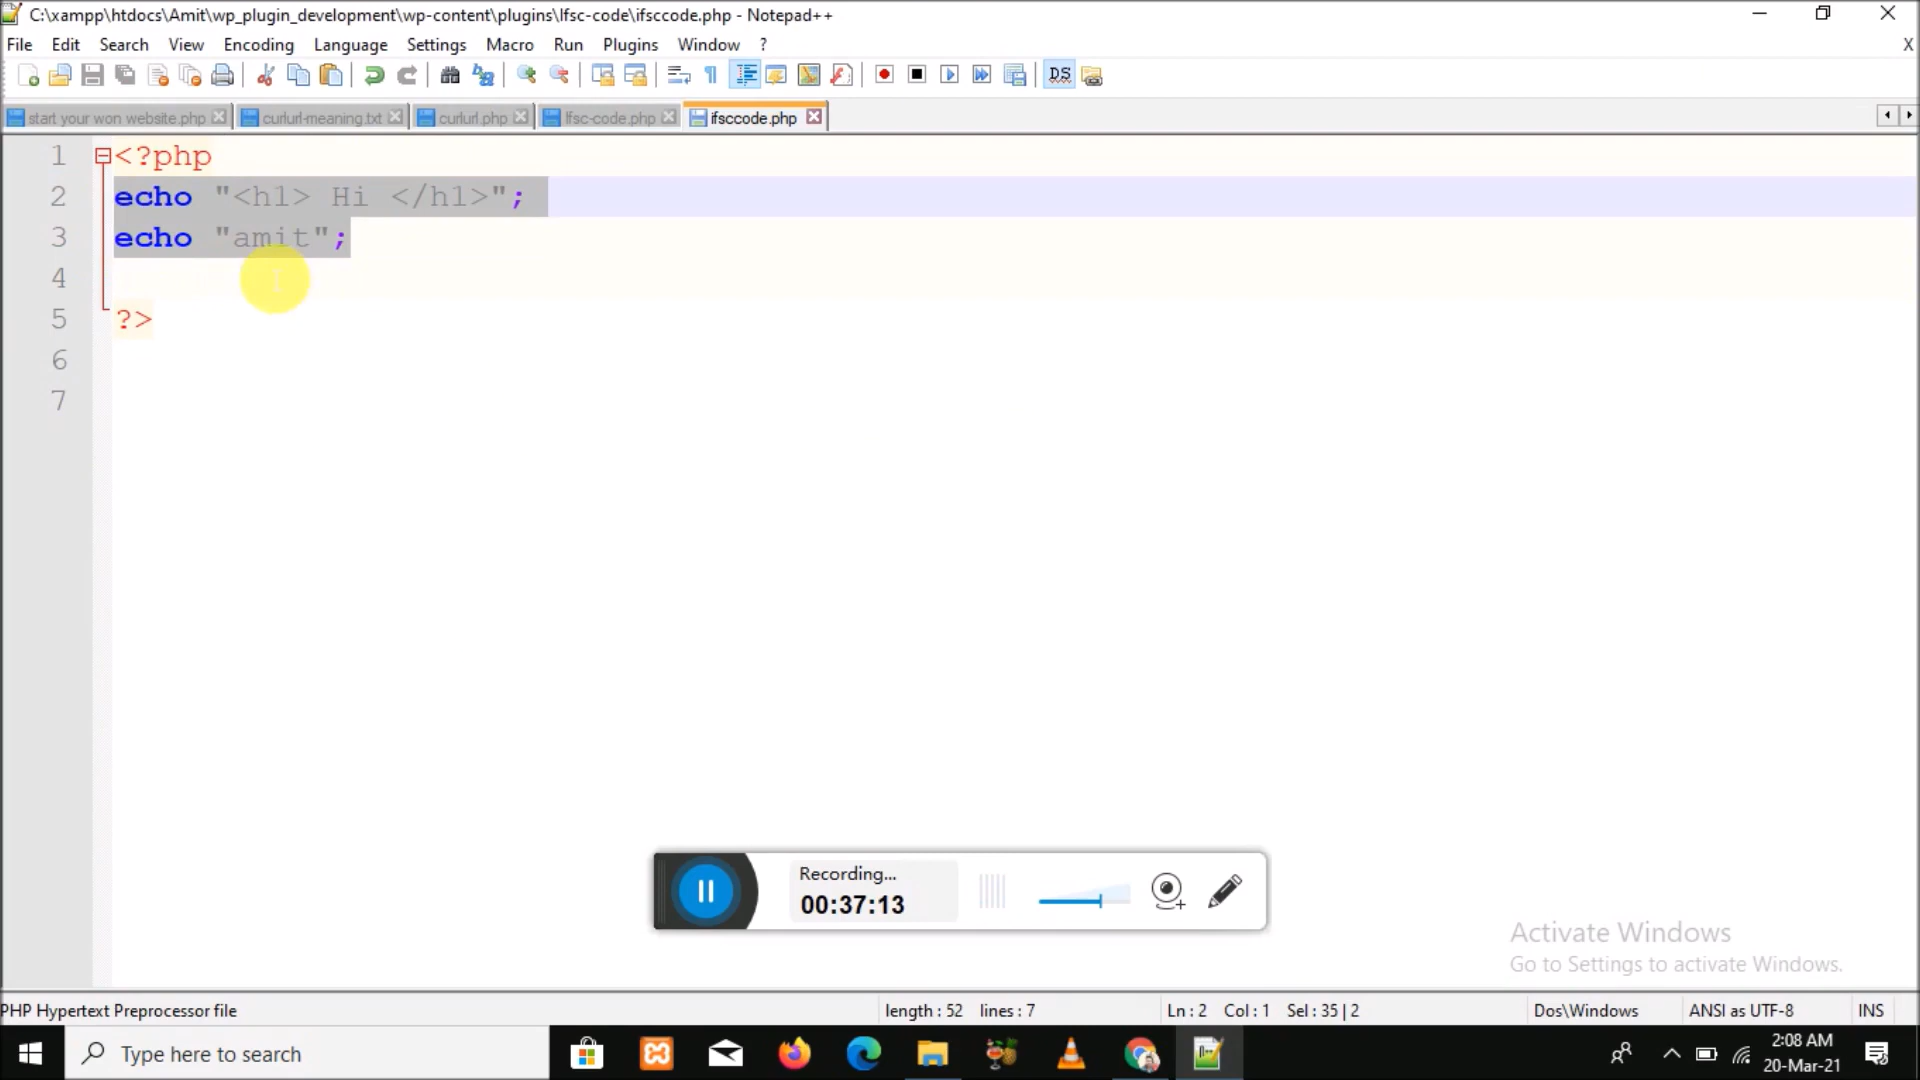 C:\xampp\htdocs\Amit\wp_plugin_development\wp-content\plugins\Ifsc-code\ifsccode.php - Notepad++
File Edit Search View Encoding Language Settings Macro Run Plugins Window ? X
start your won website.php curlurl-meaning.txt curlurl.php Ifsc-code.php ifsccode.php
1 <?php
2 echo "<h1> Hi </h1>";
3 echo "amit";
4
5 ?>
6
7
Recording...
00:37:13
Activate Windows
Go to Settings to activate Windows.
PHP Hypertext Preprocessor file length : 52 lines : 7 Ln : 2 Col : 1 Sel : 35 | 2 Dos\Windows ANSI as UTF-8 INS
Type here to search
2:08 AM
20-Mar-21